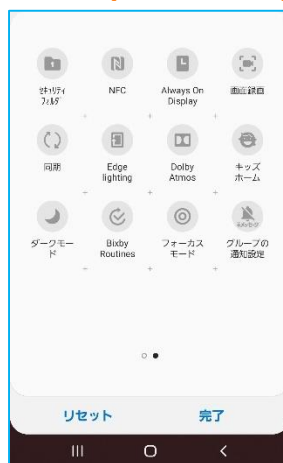 セキュリティ
フォルダ
NFC
Always On
Display
画面録画
同期
Edge
lighting
Dolby
Atmos
キッズ
ホーム
ダークモー
ド
Bixby
Routines
フォーカス
モード
グループの
通知設定
リセット
完了